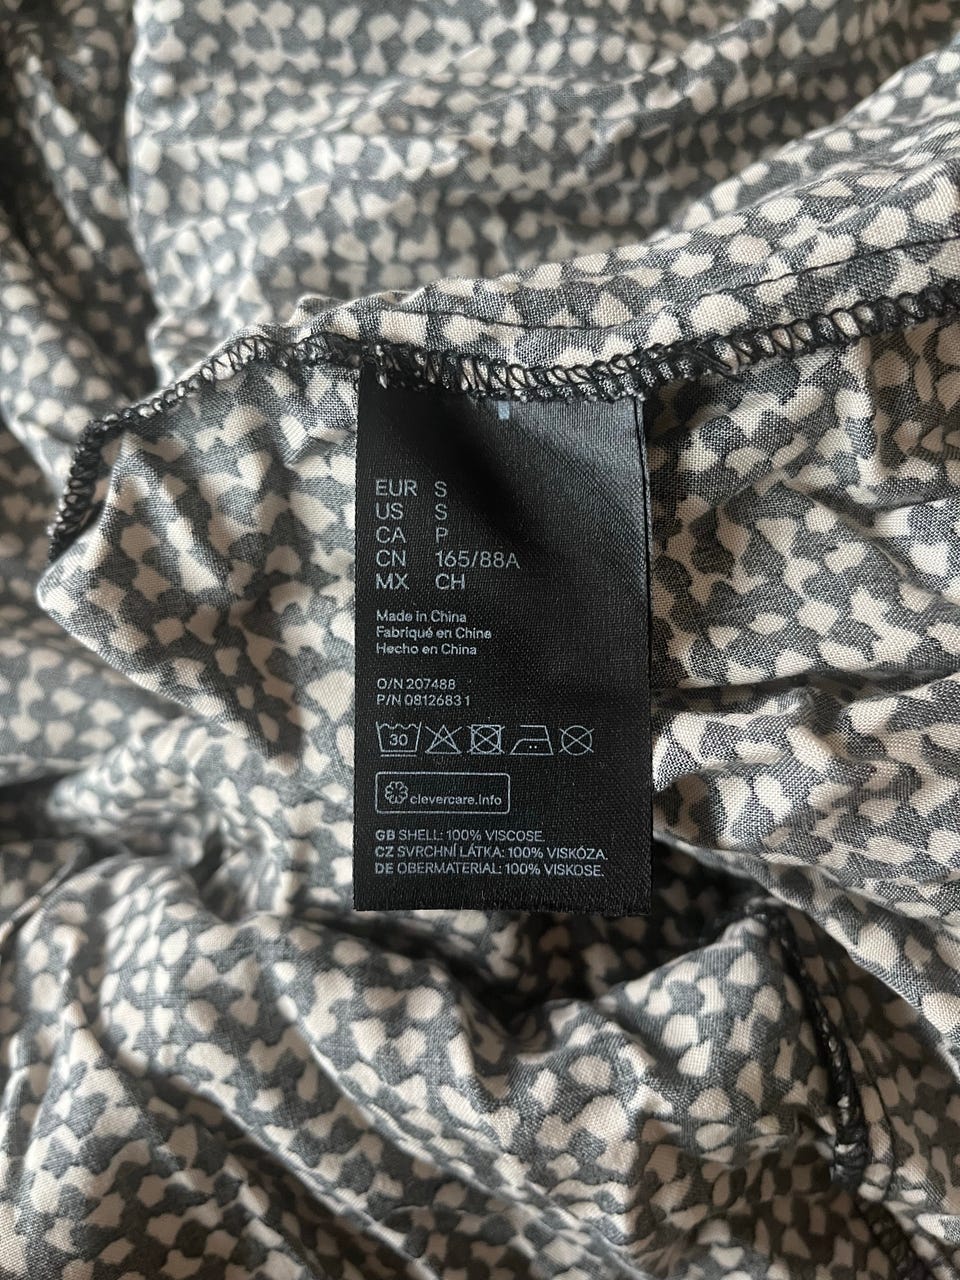 EUR S
US S
CA P
CN 165/88A
MX CH
Made in China
Fabriqué en Chine
Hecho en China
O/N 207488
P/N 08126831
30
clevercare.info
GB SHELL: 100% VISCOSE.
CZ SVRCHNÍ LÁTKA: 100% VISKÓZA.
DE OBERMATERIAL: 100% VISKOSE.